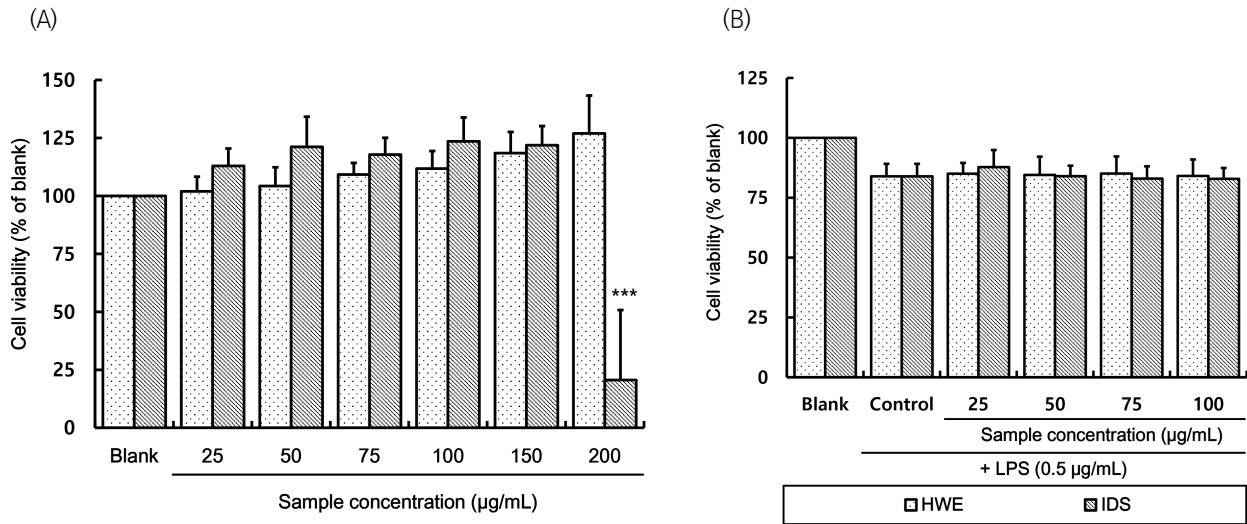 (A)
Cell viability (% of blank)
150
125
100
75
50
25
0
***
Blank 25 50 75 100 150 200
Sample concentration (µg/mL)
(B)
Cell viability (% of blank)
125
100
75
50
25
0
Blank Control 25 50 75 100
Sample concentration (µg/mL)
+ LPS (0.5 µg/mL)
HWE IDS